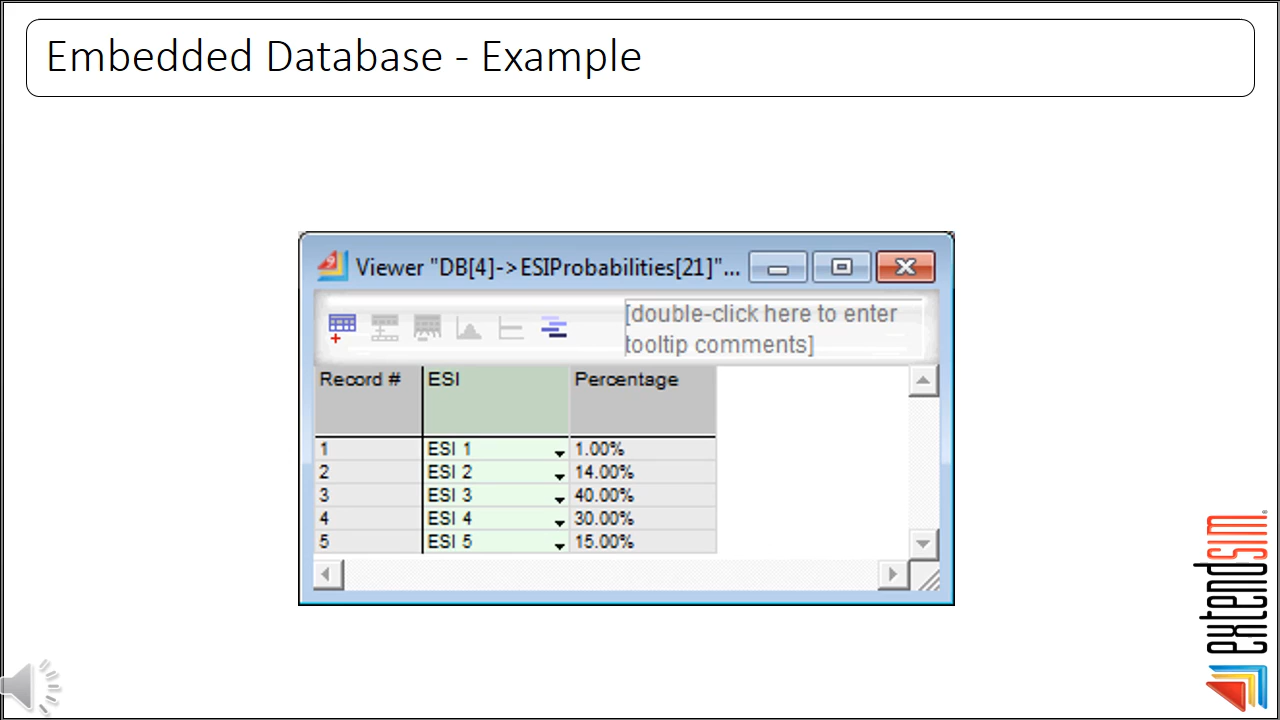 Embedded Database - Example
Viewer "DB[4]->ESIProbabilities[21]"...
[double-click here to enter
tooltip comments]
Record # ESI Percentage
1 ESI 1 1.00%
2 ESI 2 14.00%
3 ESI 3 40.00%
4 ESI 4 30.00%
5 ESI 5 15.00%
extendsim